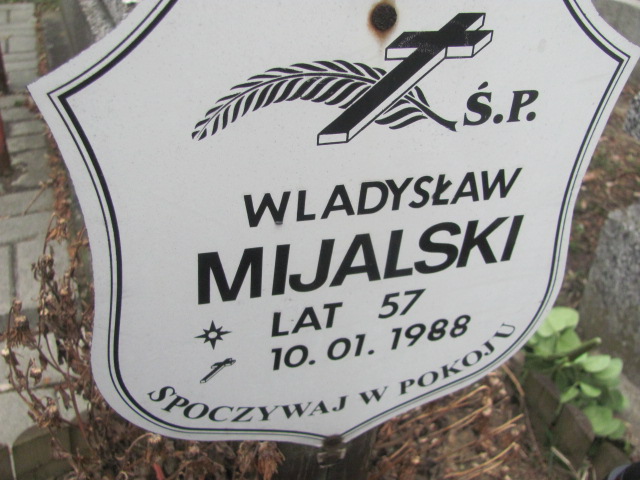 Ś.P.
WLADYSŁAW
MIJALSKI
LAT 57
10.01.1988
SPOCZYWAJ W POKOJU